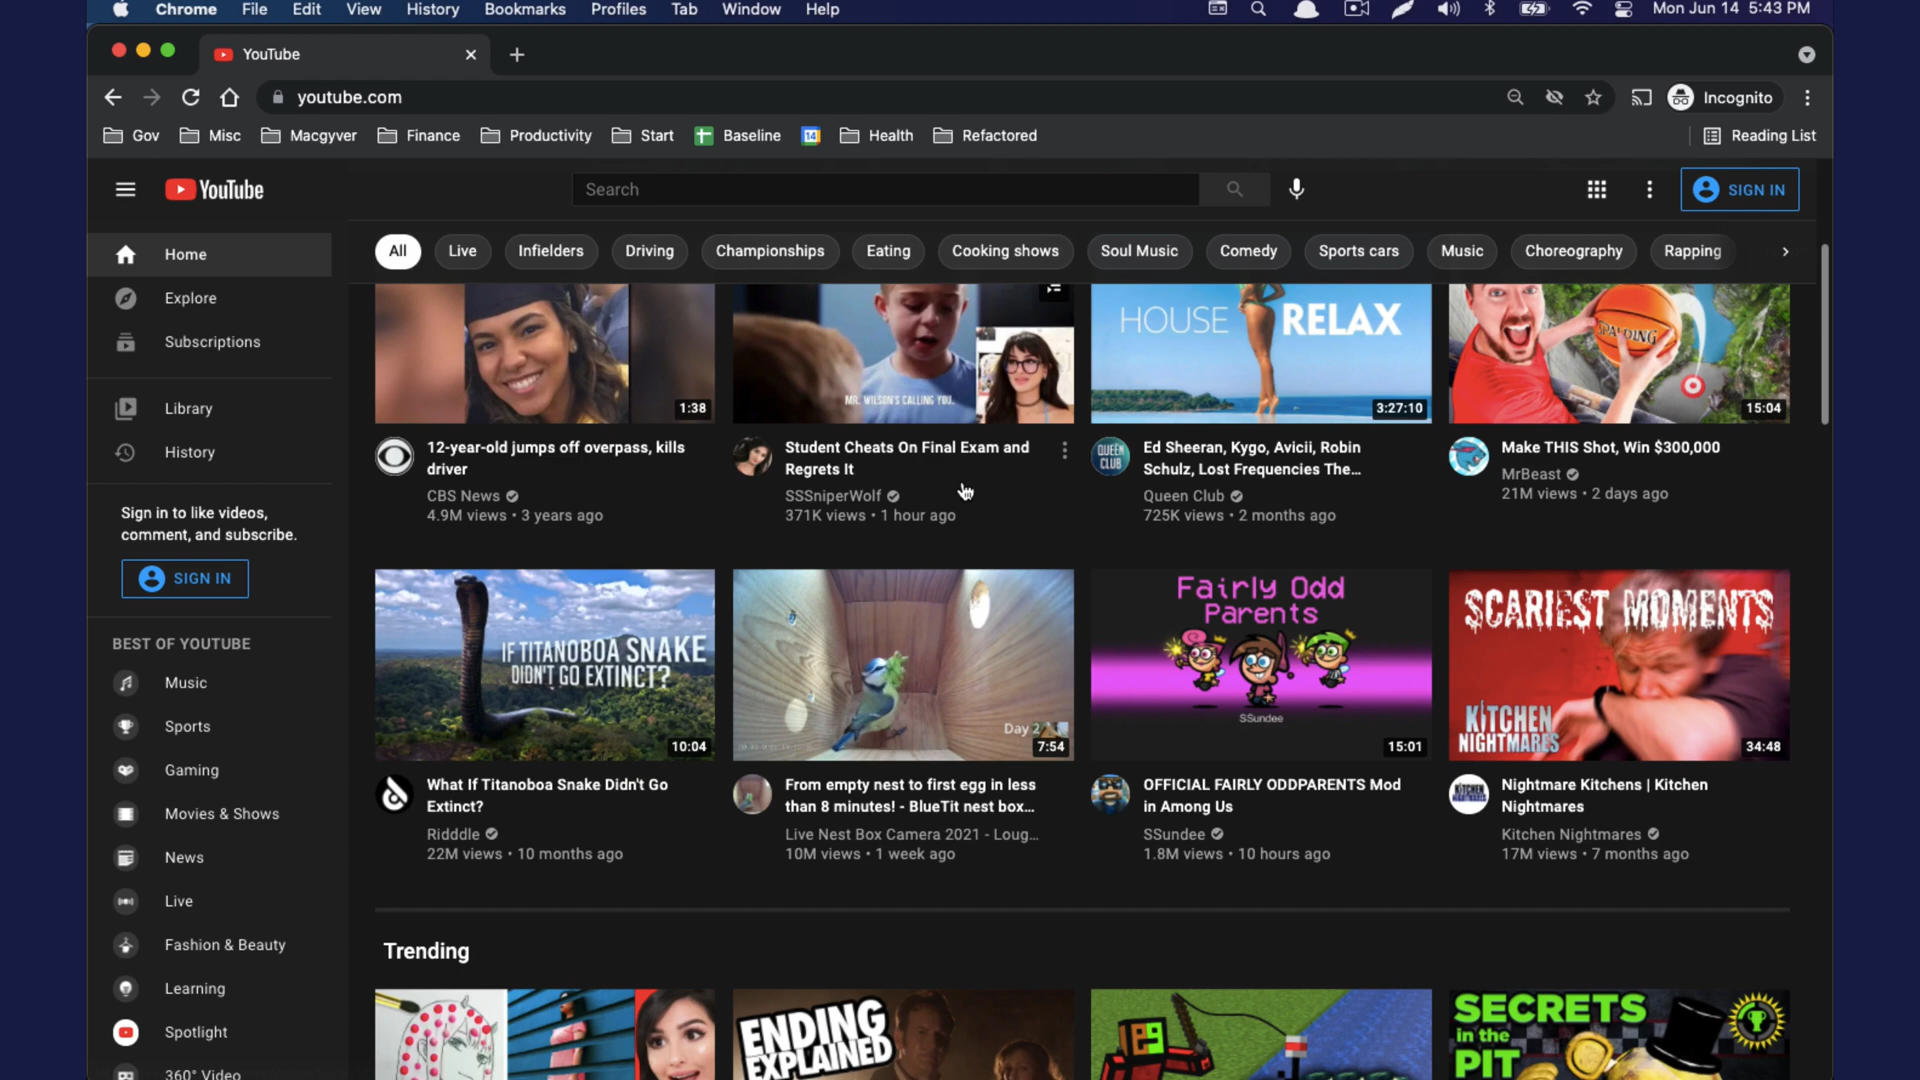 Chrome File Edit View History Bookmarks Profiles Tab Window Help Mon Jun 14 5:43 PM
YouTube
youtube.com Incognito
Gov Misc Macgyver Finance Productivity Start Baseline 14 Health Refactored Reading List
YouTube Search SIGN IN
All Live Infielders Driving Championships Eating Cooking shows Soul Music Comedy Sports cars Music Choreography Rapping
Home
Explore
Subscriptions
Library
History
Sign in to like videos,
comment, and subscribe.
SIGN IN
BEST OF YOUTUBE
Music
Sports
Gaming
Movies & Shows
News
Live
Fashion & Beauty
Learning
Spotlight
360° Video
1:38
12-year-old jumps off overpass, kills
driver
CBS News
4.9M views • 3 years ago
MR. WILSON'S CALLING YOU.
Student Cheats On Final Exam and
Regrets It
SSSniperWolf
371K views • 1 hour ago
HOUSE RELAX
3:27:10
QUEEN
CLUB
Ed Sheeran, Kygo, Avicii, Robin
Schulz, Lost Frequencies The...
Queen Club
725K views • 2 months ago
SPALDING
15:04
Make THIS Shot, Win $300,000
MrBeast
21M views • 2 days ago
IF TITANOBOA SNAKE
DIDN'T GO EXTINCT?
10:04
What If Titanoboa Snake Didn't Go
Extinct?
Ridddle
22M views • 10 months ago
Day 2
7:54
From empty nest to first egg in less
than 8 minutes! - BlueTit nest box...
Live Nest Box Camera 2021 - Loug...
10M views • 1 week ago
Fairly Odd
Parents
SSundee
15:01
OFFICIAL FAIRLY ODDPARENTS Mod
in Among Us
SSundee
1.8M views • 10 hours ago
SCARIEST MOMENTS
KITCHEN
NIGHTMARES
34:48
KITCHEN
NIGHTMARES
Nightmare Kitchens | Kitchen
Nightmares
Kitchen Nightmares
17M views • 7 months ago
Trending
ENDING
EXPLAINED
SECRETS
in the
PIT